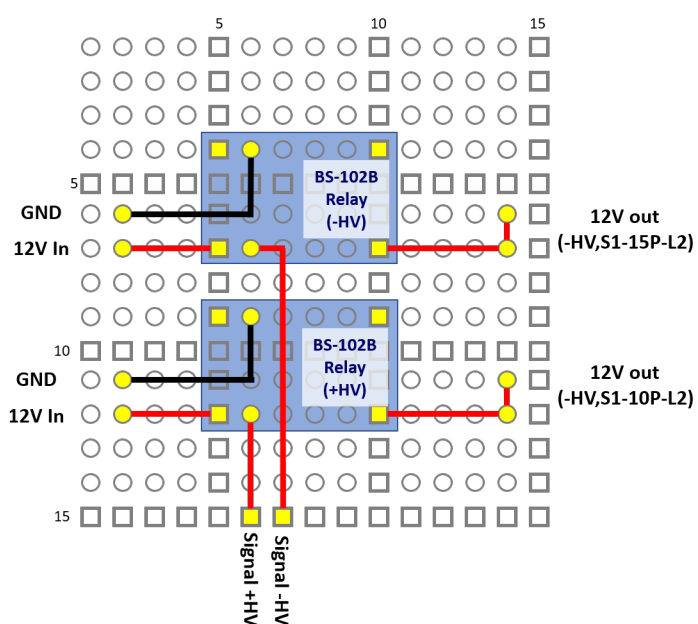 5
10
15
5
BS-102B
Relay
(-HV)
GND
12V In
12V out
(-HV,S1-15P-L2)
10
BS-102B
Relay
(+HV)
GND
12V In
12V out
(-HV,S1-10P-L2)
15
Signal +HV
Signal -HV